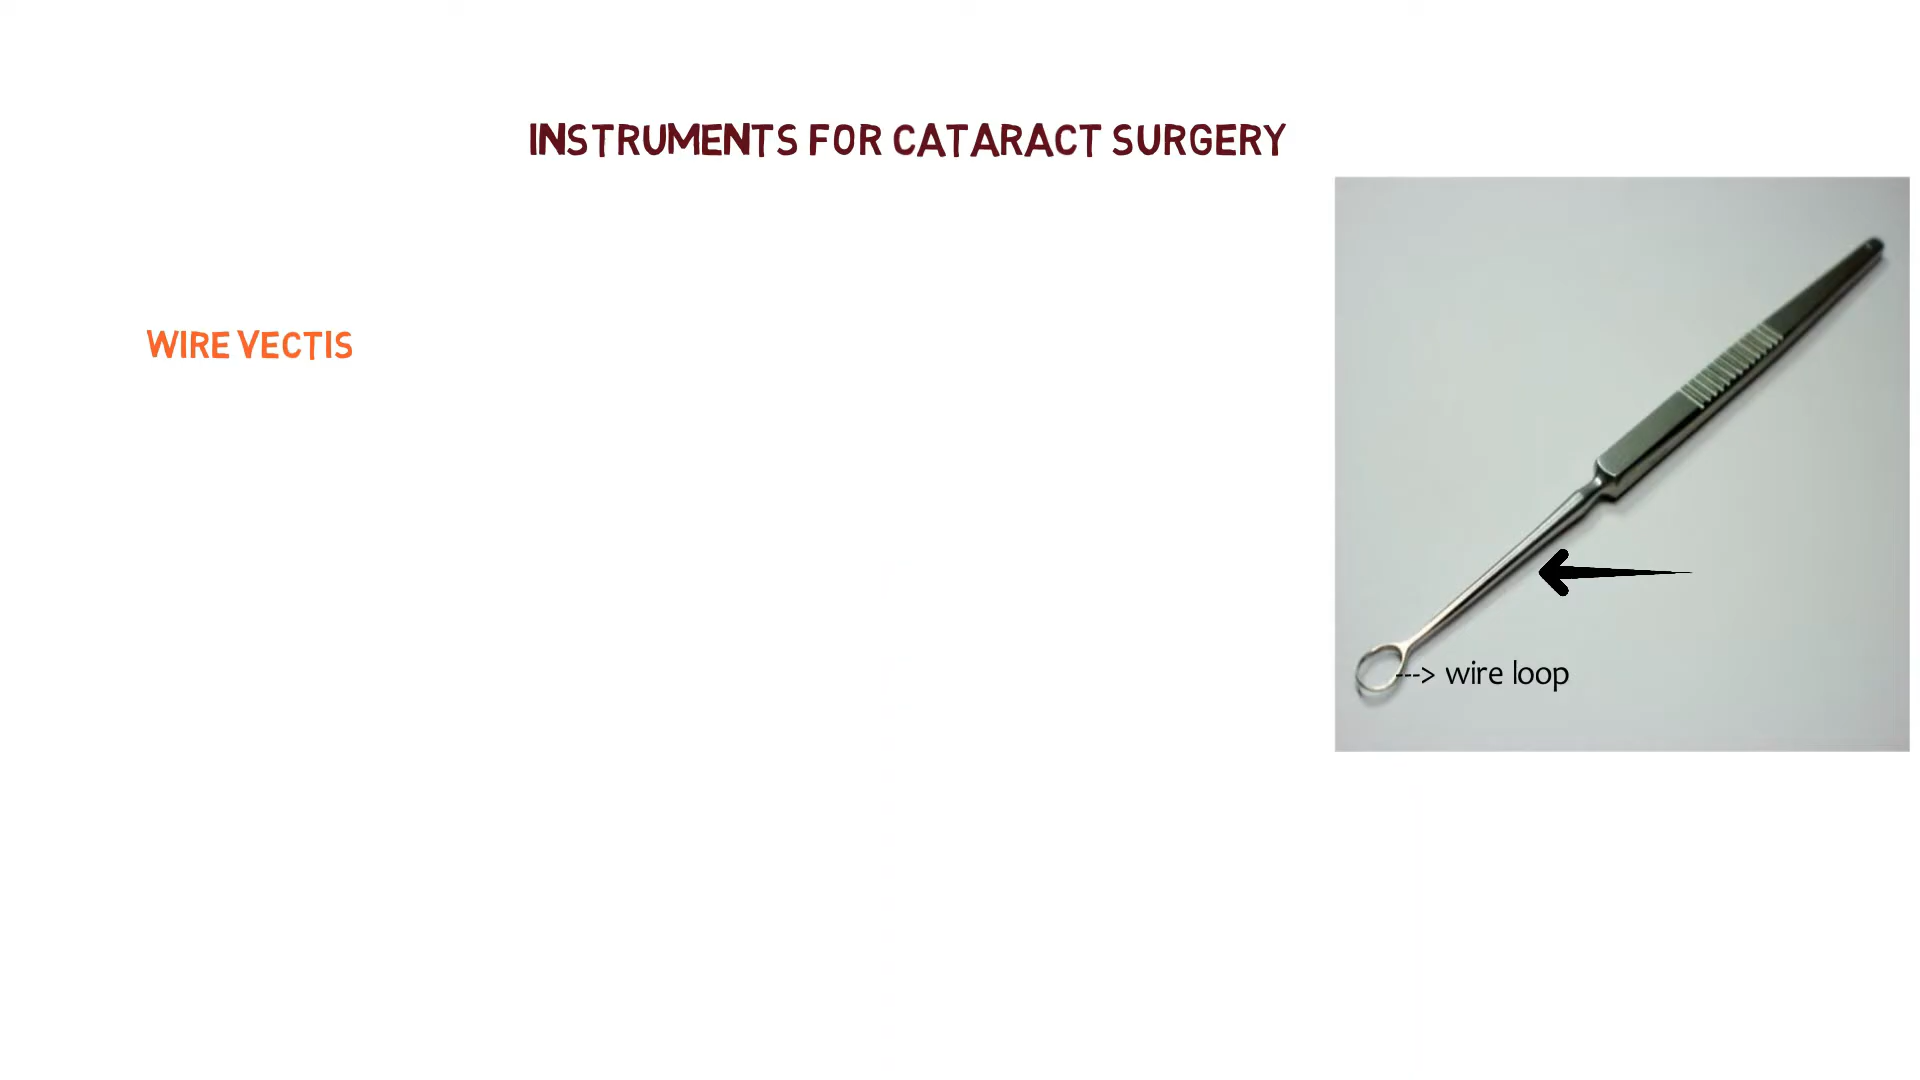 INSTRUMENTS FOR CATARACT SURGERY
WIRE VECTIS
---> wire loop